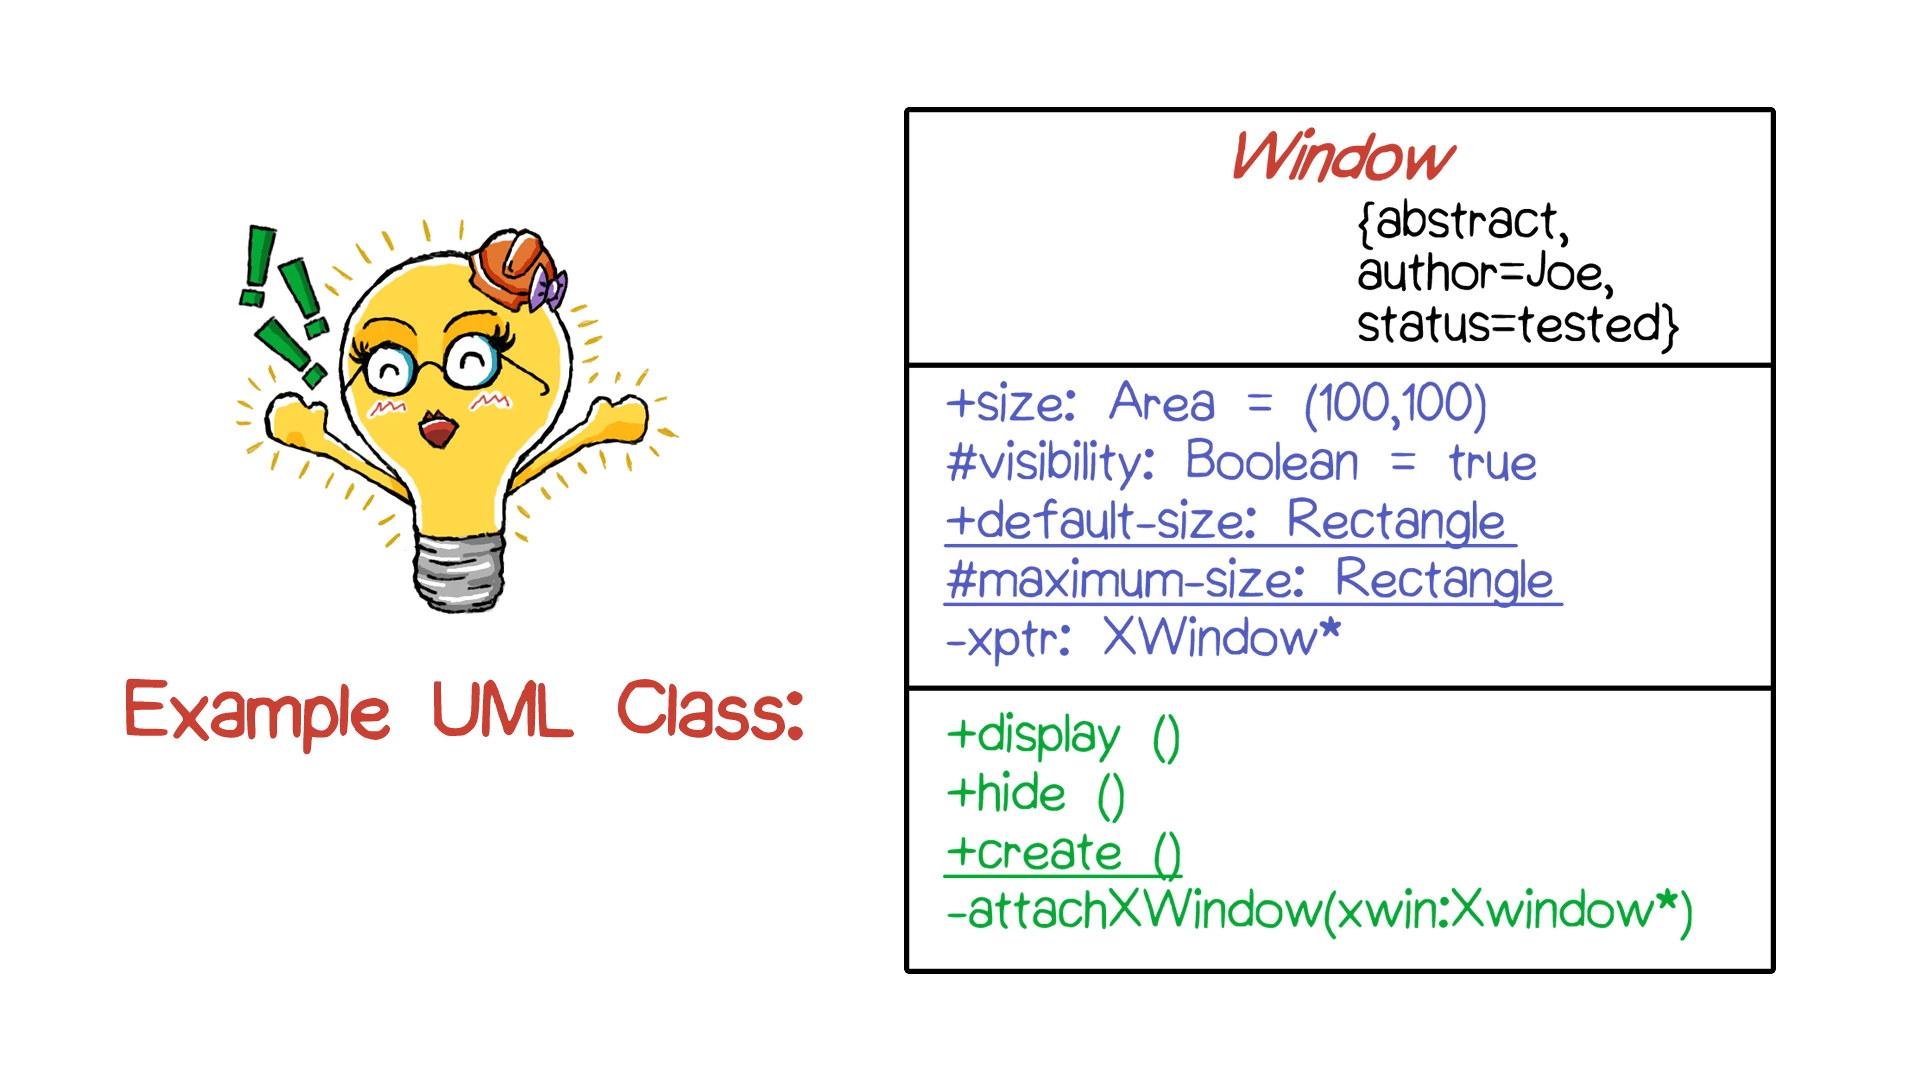 Example UML Class:
Window
{abstract,
author=Joe,
status=tested}
+size: Area = (100,100)
#visibility: Boolean = true
+default-size: Rectangle
#maximum-size: Rectangle
-xptr: XWindow*
+display ()
+hide ()
+create ()
-attachXWindow(xwin:Xwindow*)